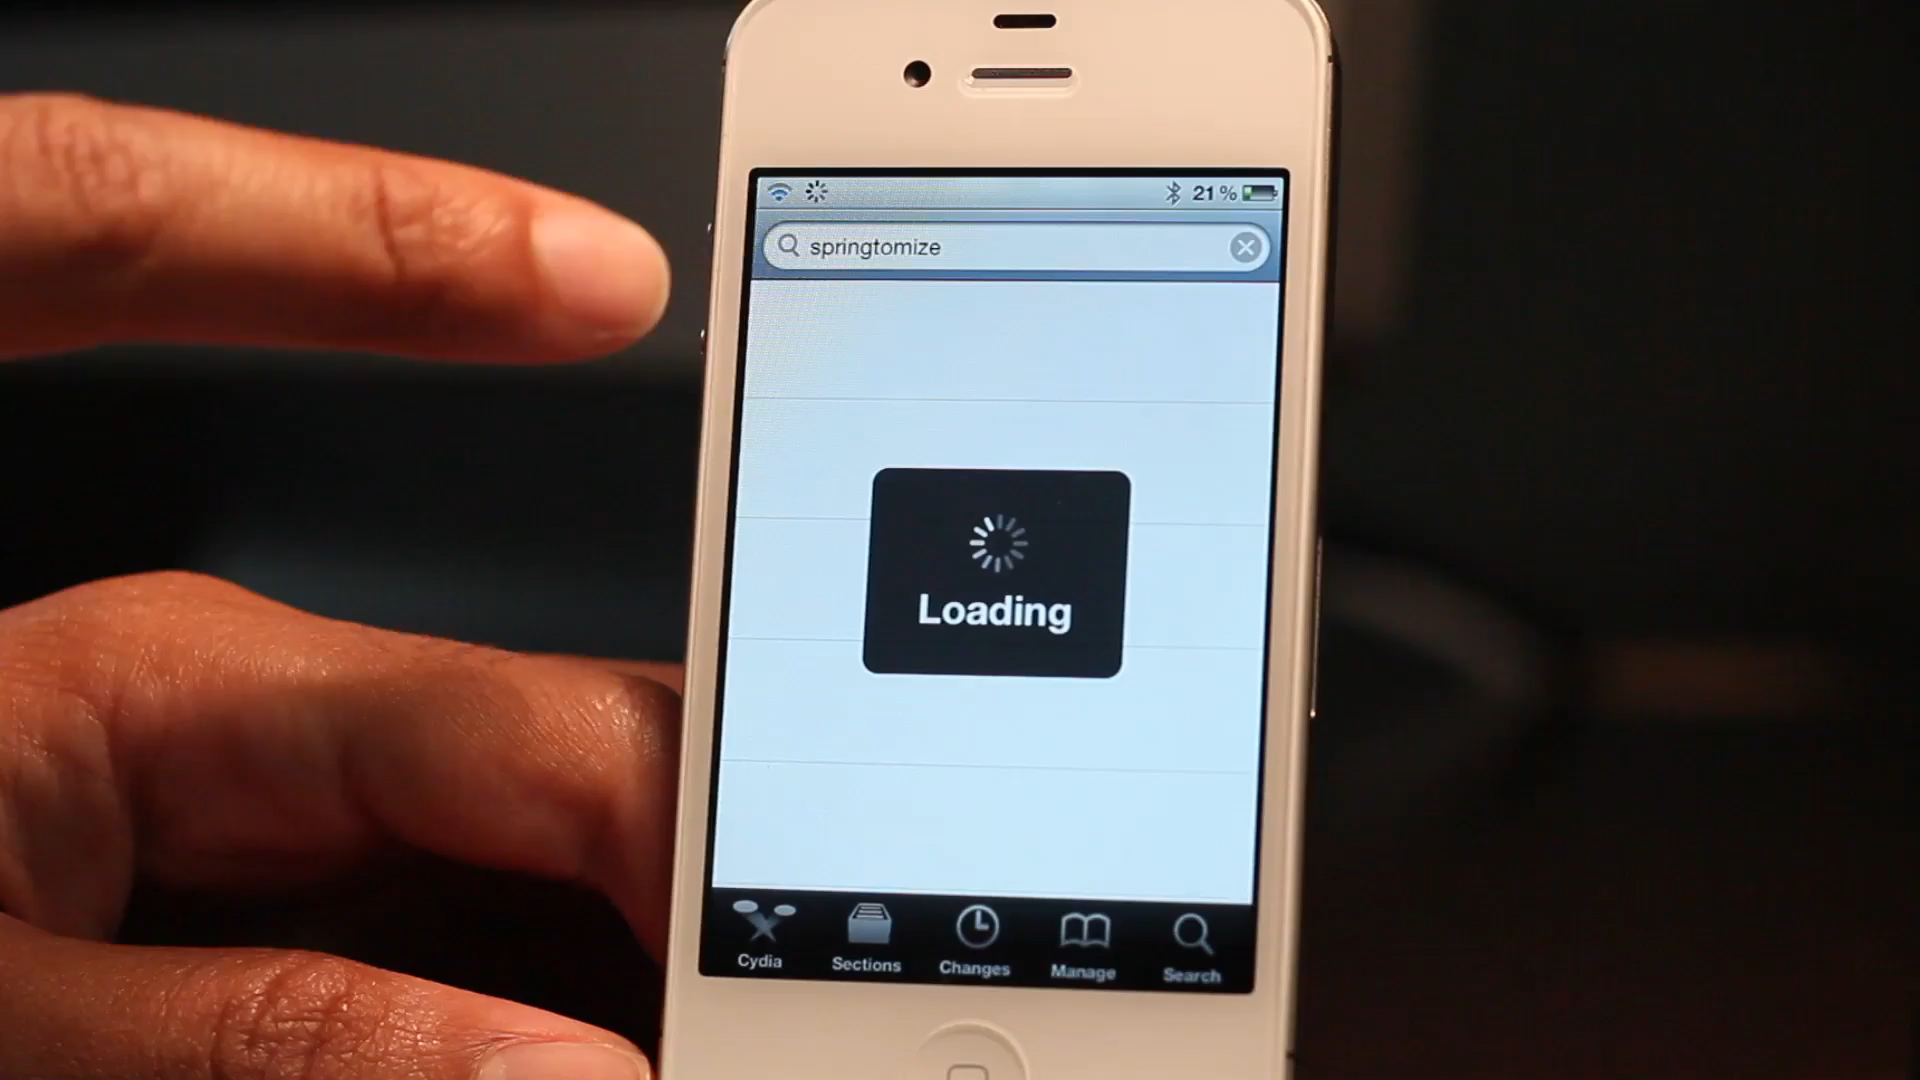 21 %
springtomize
Loading
Cydia
Sections
Changes
Manage
Search